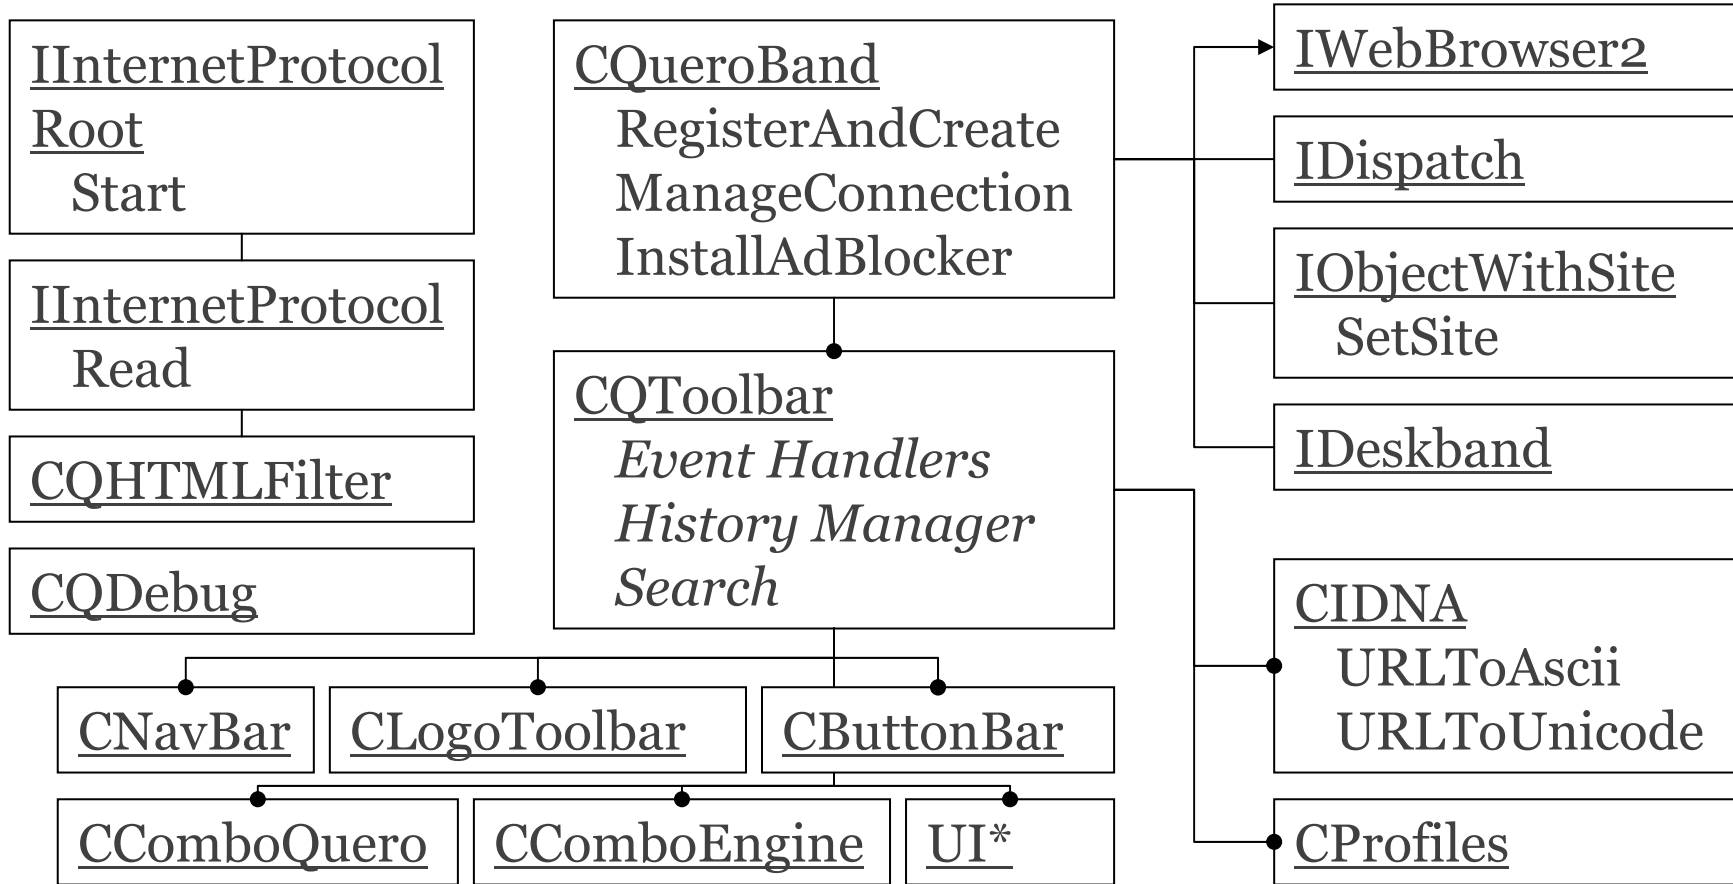 IInternetProtocol
Root
Start
IInternetProtocol
Read
CQHTMLFilter
CQDebug
CQueroBand
RegisterAndCreate
ManageConnection
InstallAdBlocker
CQToolbar
Event Handlers
History Manager
Search
CNavBar
CLogoToolbar
CButtonBar
CComboQuero
CComboEngine
UI*
IWebBrowser2
IDispatch
IObjectWithSite
SetSite
IDeskband
CIDNA
URLToAscii
URLToUnicode
CProfiles